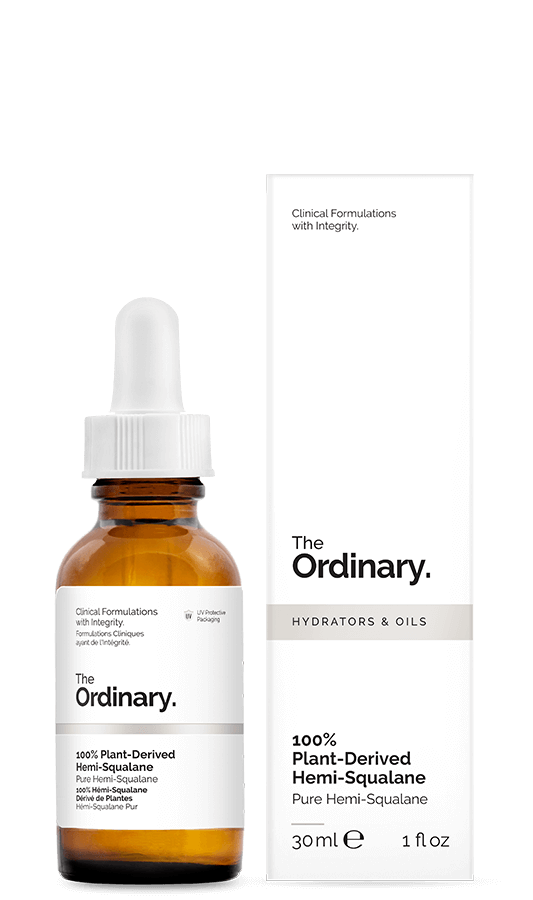 Clinical Formulations
with Integrity.
The
Ordinary.
HYDRATORS & OILS
100%
Plant-Derived
Hemi-Squalane
Pure Hemi-Squalane
30 ml ℮ 1 fl oz
Clinical Formulations
with Integrity.
Formulations Cliniques
ayant de l'intégrité.
UV
UV Protective
Packaging
The
Ordinary.
100% Plant-Derived
Hemi-Squalane
Pure Hemi-Squalane
100% Hémi-Squalane
Dérivé de Plantes
Hémi-Squalane Pur